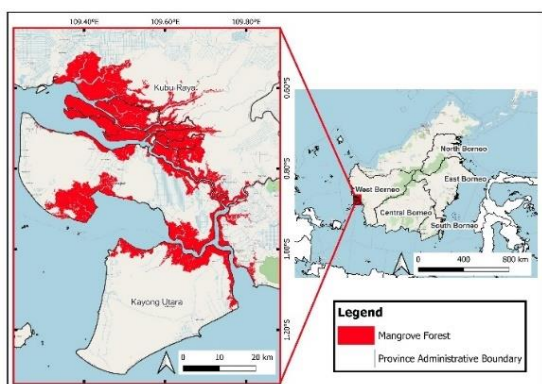 109.40°E
109.60°E
109.80°E
Kubu Raya
0.60°S
0.80°S
1.00°S
1.20°S
Kayong Utara
0
10
20 km
North Borneo
West Borneo
East Borneo
Central Borneo
South Borneo
0
400
800 km
Legend
Mangrove Forest
Province Administrative Boundary